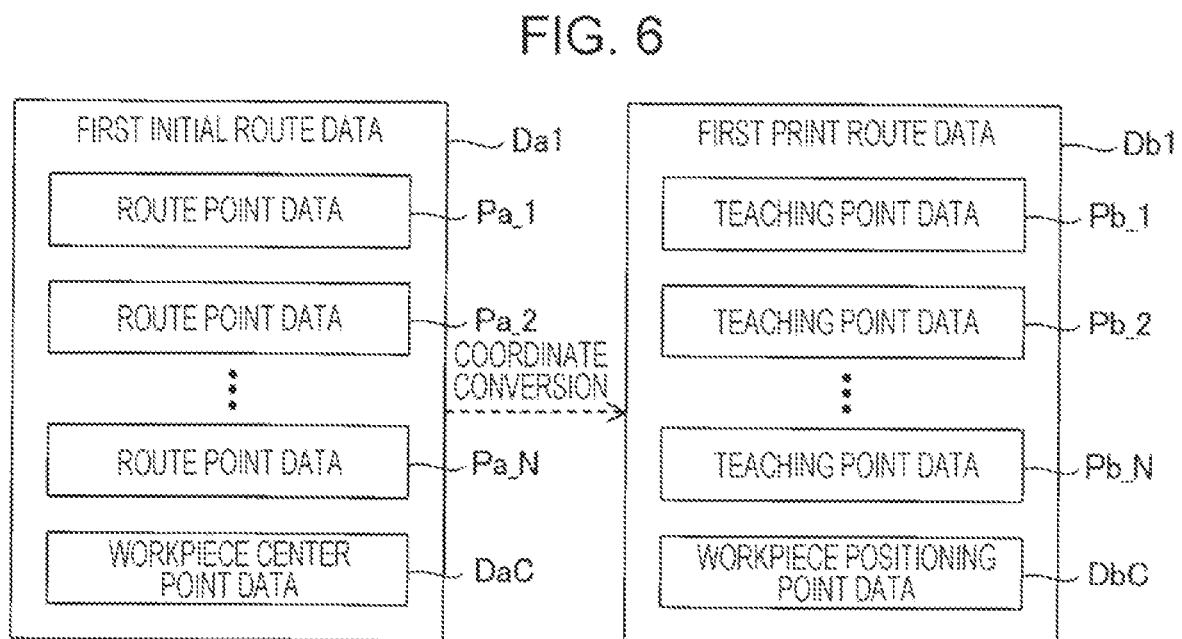 FIG. 6
FIRST INITIAL ROUTE DATA
Da1
ROUTE POINT DATA
Pa_1
ROUTE POINT DATA
Pa_2
ROUTE POINT DATA
Pa_N
WORKPIECE CENTER
POINT DATA
DaC
COORDINATE
CONVERSION
FIRST PRINT ROUTE DATA
Db1
TEACHING POINT DATA
Pb_1
TEACHING POINT DATA
Pb_2
TEACHING POINT DATA
Pb_N
WORKPIECE POSITIONING
POINT DATA
DbC